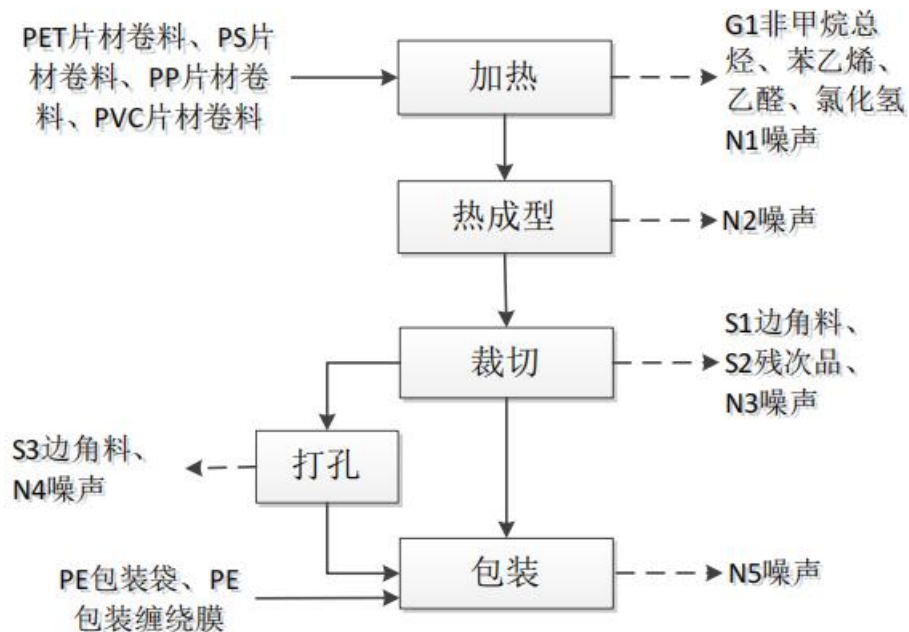 PET片材卷料、PS片
材卷料、PP片材卷
料、PVC片材卷料
加热
G1非甲烷总
烃、苯乙烯、
乙醛、氯化氢
N1噪声
热成型
N2噪声
裁切
S1边角料、
S2残次品、
N3噪声
打孔
S3边角料、
N4噪声
包装
PE包装袋、PE
包装缠绕膜
N5噪声